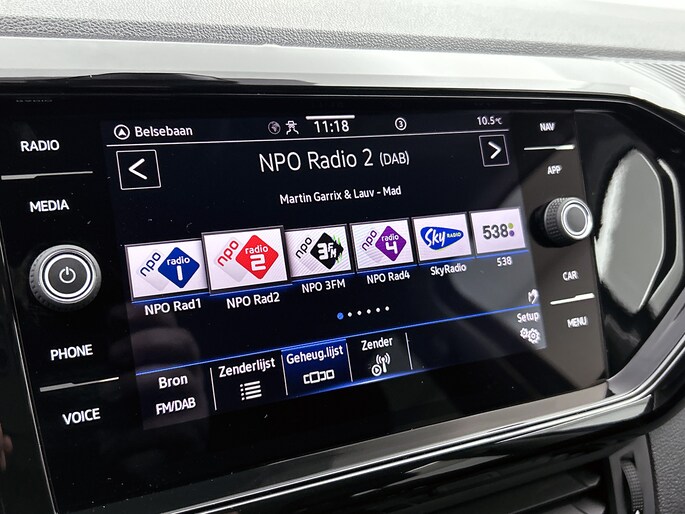 RADIO
MEDIA
PHONE
VOICE
Belsebaan
11:18
3
10.5°C
NPO Radio 2 (DAB)
Martin Garrix & Lauv - Mad
npo radio 1
npo radio 2
npo 3FM
npo radio 4
Sky RADIO
538
NPO Rad1
NPO Rad2
NPO 3FM
NPO Rad4
SkyRadio
538
Setup
Bron
FM/DAB
Zenderlijst
Geheug.lijst
Zender
NAV
APP
CAR
MENU